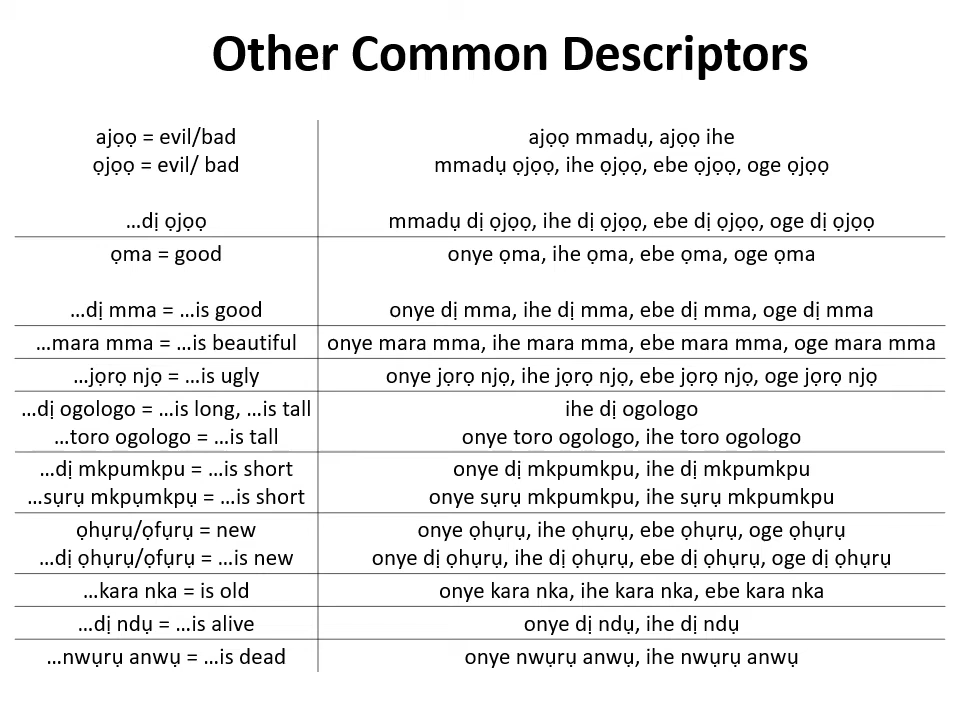 Other Common Descriptors
ajọọ = evil/bad
ajọọ mmadụ, ajọọ ihe
ọjọọ = evil/ bad
mmadụ ọjọọ, ihe ọjọọ, ebe ọjọọ, oge ọjọọ
…dị ọjọọ
mmadụ dị ọjọọ, ihe dị ọjọọ, ebe dị ọjọọ, oge dị ọjọọ
ọma = good
onye ọma, ihe ọma, ebe ọma, oge ọma
…dị mma = …is good
onye dị mma, ihe dị mma, ebe dị mma, oge dị mma
…mara mma = …is beautiful
onye mara mma, ihe mara mma, ebe mara mma, oge mara mma
…jọrọ njọ = …is ugly
onye jọrọ njọ, ihe jọrọ njọ, ebe jọrọ njọ, oge jọrọ njọ
…dị ogologo = …is long, …is tall
ihe dị ogologo
…toro ogologo = …is tall
onye toro ogologo, ihe toro ogologo
…dị mkpumkpu = …is short
onye dị mkpumkpu, ihe dị mkpumkpu
…sụrụ mkpụmkpụ = …is short
onye sụrụ mkpumkpu, ihe sụrụ mkpumkpu
ọhụrụ/ọfụrụ = new
onye ọhụrụ, ihe ọhụrụ, ebe ọhụrụ, oge ọhụrụ
…dị ọhụrụ/ọfụrụ = …is new
onye dị ọhụrụ, ihe dị ọhụrụ, ebe dị ọhụrụ, oge dị ọhụrụ
…kara nka = is old
onye kara nka, ihe kara nka, ebe kara nka
…dị ndụ = …is alive
onye dị ndụ, ihe dị ndụ
…nwụrụ anwụ = …is dead
onye nwụrụ anwụ, ihe nwụrụ anwụ